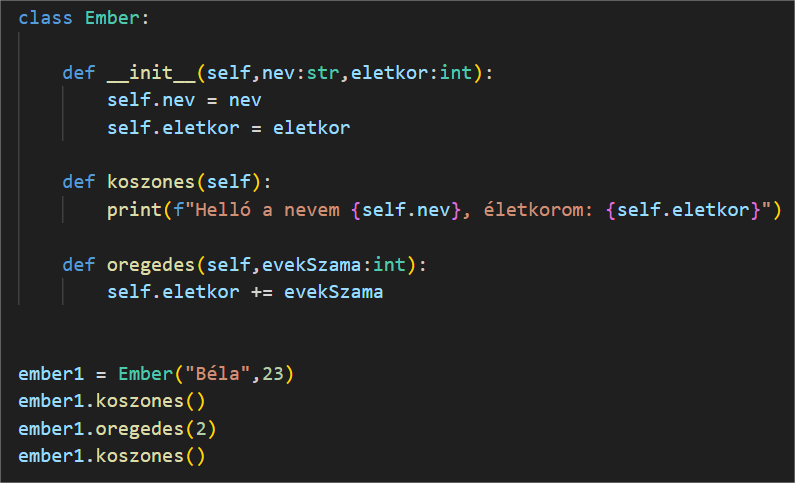 class Ember:
    def __init__(self,nev:str,eletkor:int):
        self.nev = nev
        self.eletkor = eletkor
    def koszones(self):
        print(f"Helló a nevem {self.nev}, életkorom: {self.eletkor}")
    def oregedes(self,evekSzama:int):
        self.eletkor += evekSzama
ember1 = Ember("Béla",23)
ember1.koszones()
ember1.oregedes(2)
ember1.koszones()